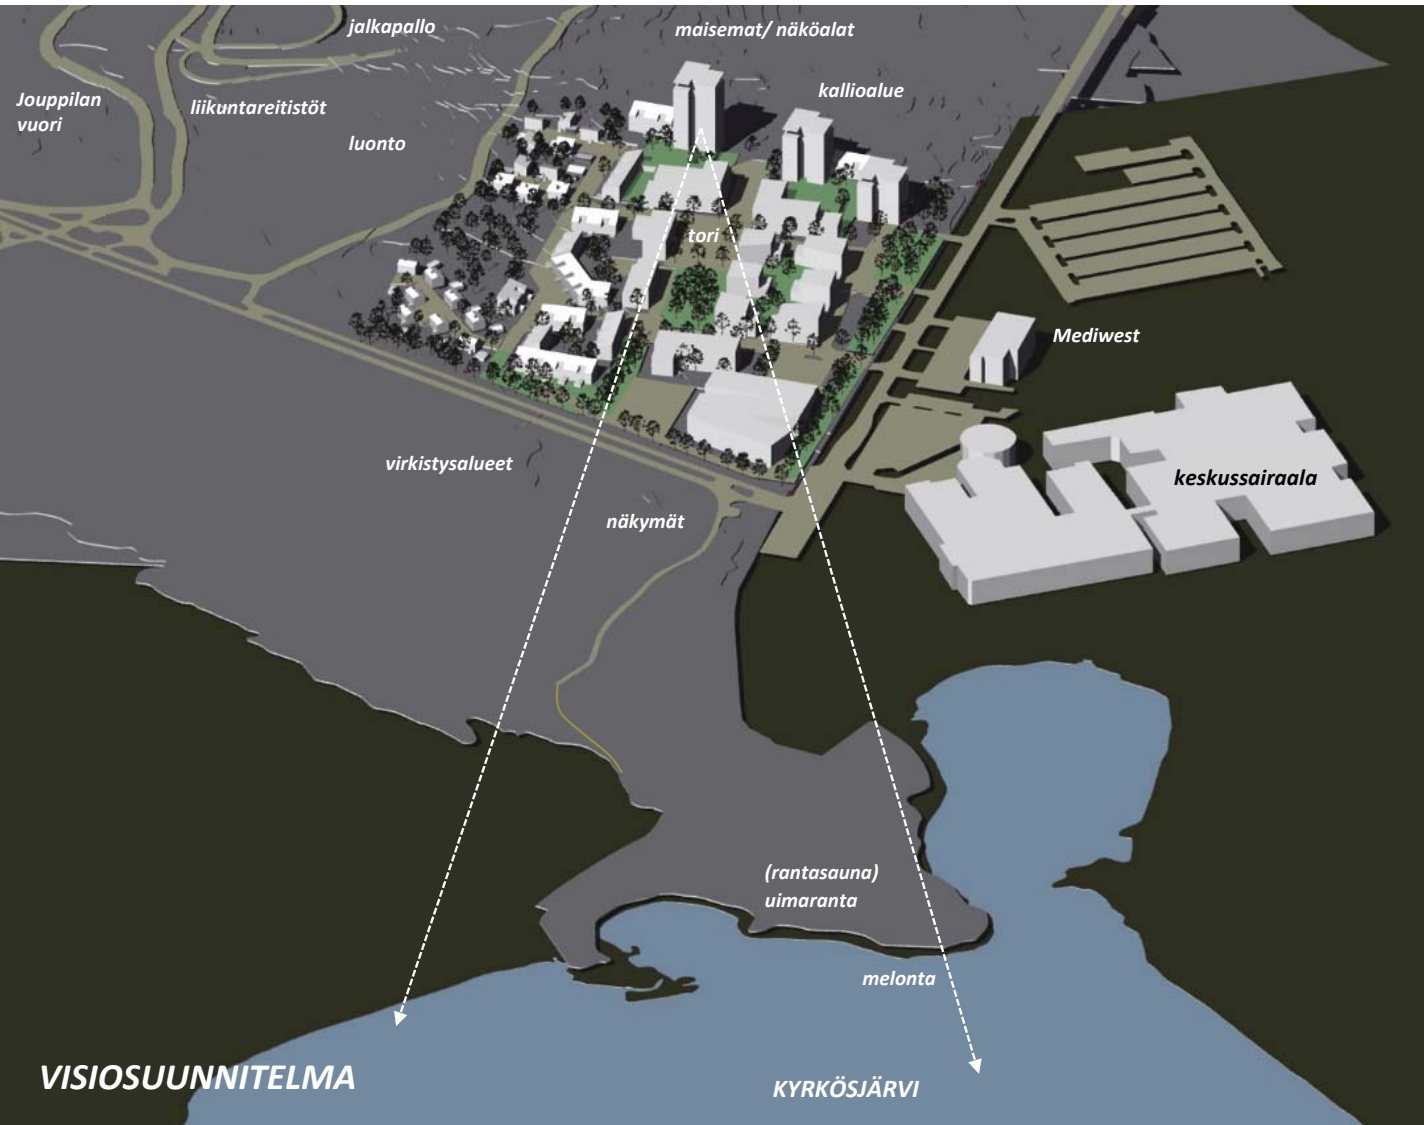 jalkapallo
maisemat/ näköalat
Jouppilan
vuori
liikuntareitistöt
kallioalue
luonto
tori
Mediwest
virkistysalueet
keskussairaala
näkymät
(rantasauna)
uimaranta
melonta
VISIOSUUNNITELMA
KYRKÖSJÄRVI